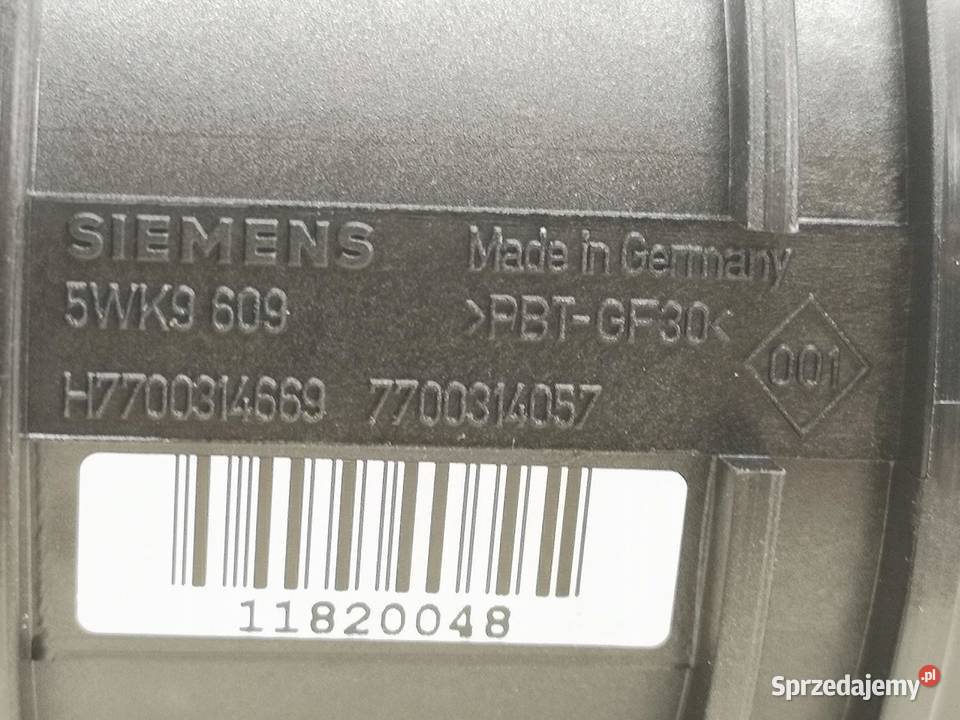 SIEMENS Made in Germany
5WK9 609 >PBT-GF30<
001
H7700314669 7700314057
11820048
Sprzedajemy.pl